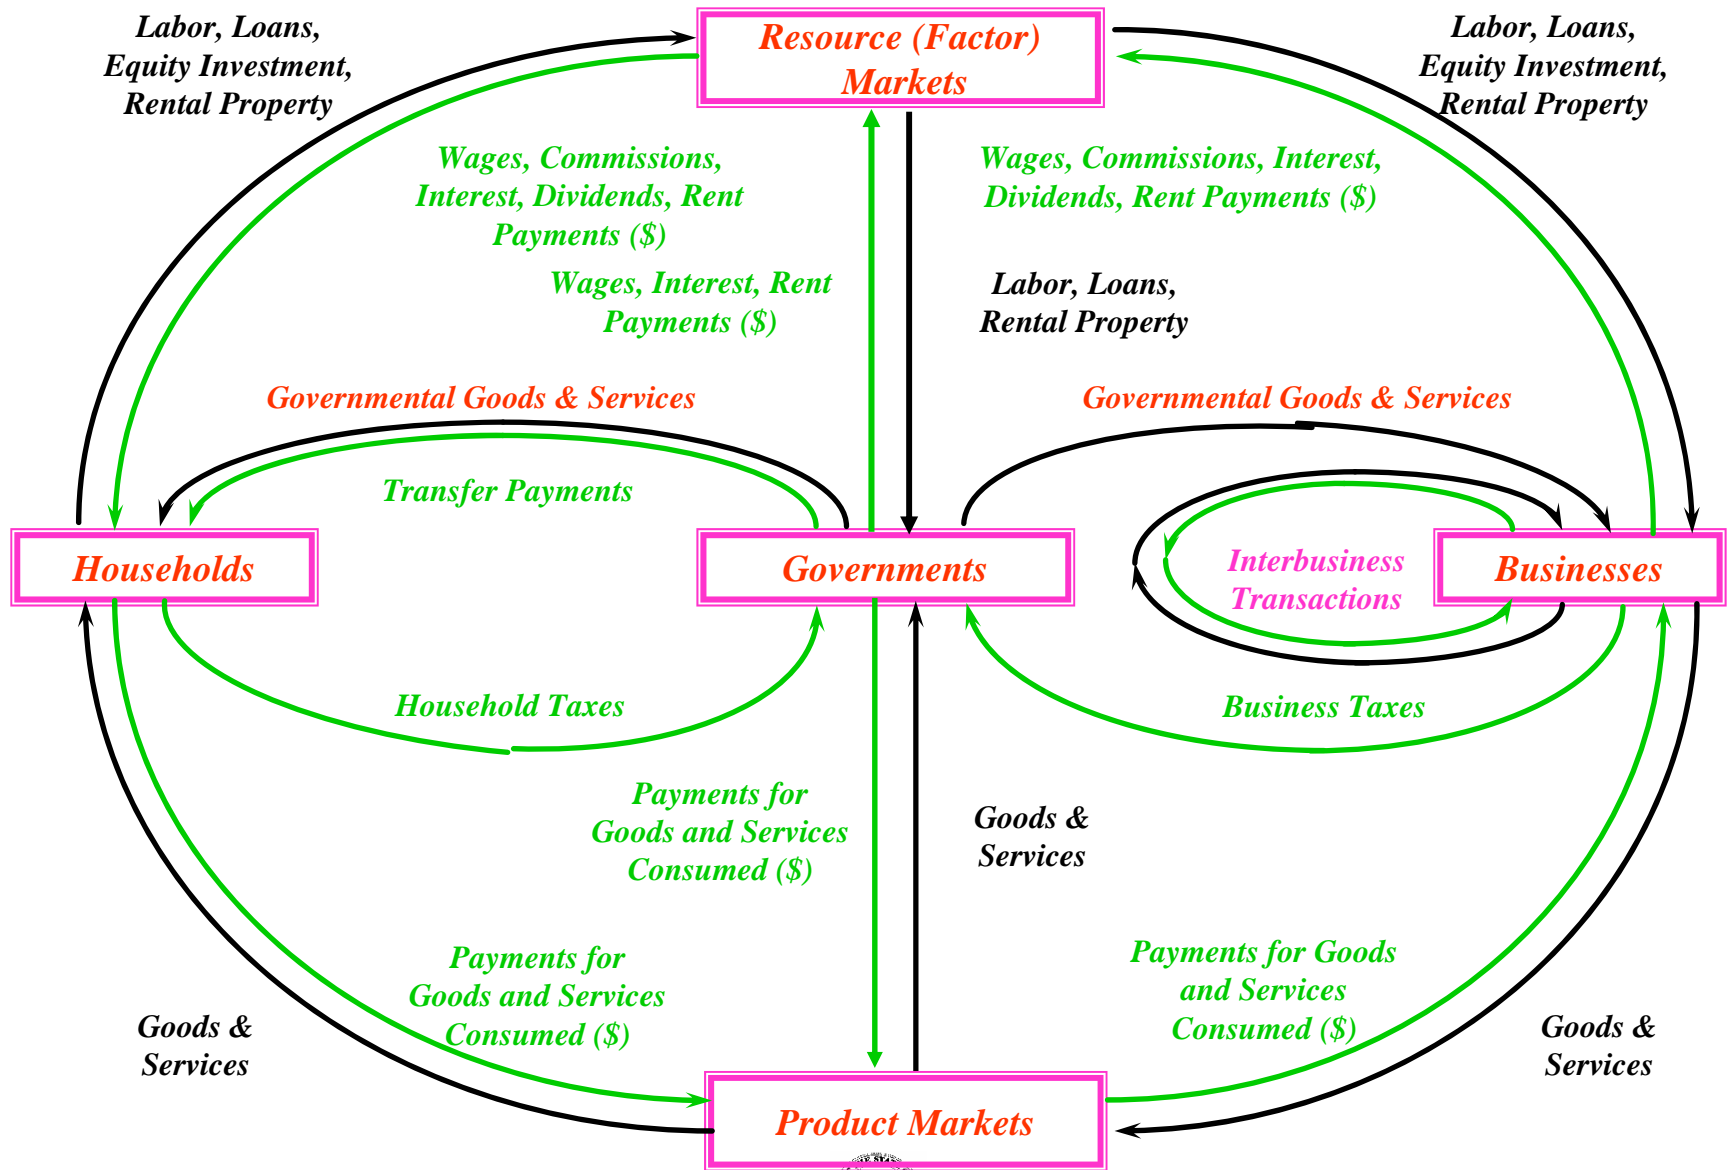 Labor, Loans,
Equity Investment,
Rental Property
Resource (Factor)
Markets
Labor, Loans,
Equity Investment,
Rental Property
Wages, Commissions,
Interest, Dividends, Rent
Payments ($)
Wages, Commissions, Interest,
Dividends, Rent Payments ($)
Wages, Interest, Rent
Payments ($)
Labor, Loans,
Rental Property
Governmental Goods & Services
Governmental Goods & Services
Transfer Payments
Households
Governments
Interbusiness
Transactions
Businesses
Household Taxes
Business Taxes
Payments for
Goods and Services
Consumed ($)
Goods &
Services
Payments for
Goods and Services
Consumed ($)
Payments for Goods
and Services
Consumed ($)
Goods &
Services
Goods &
Services
Product Markets